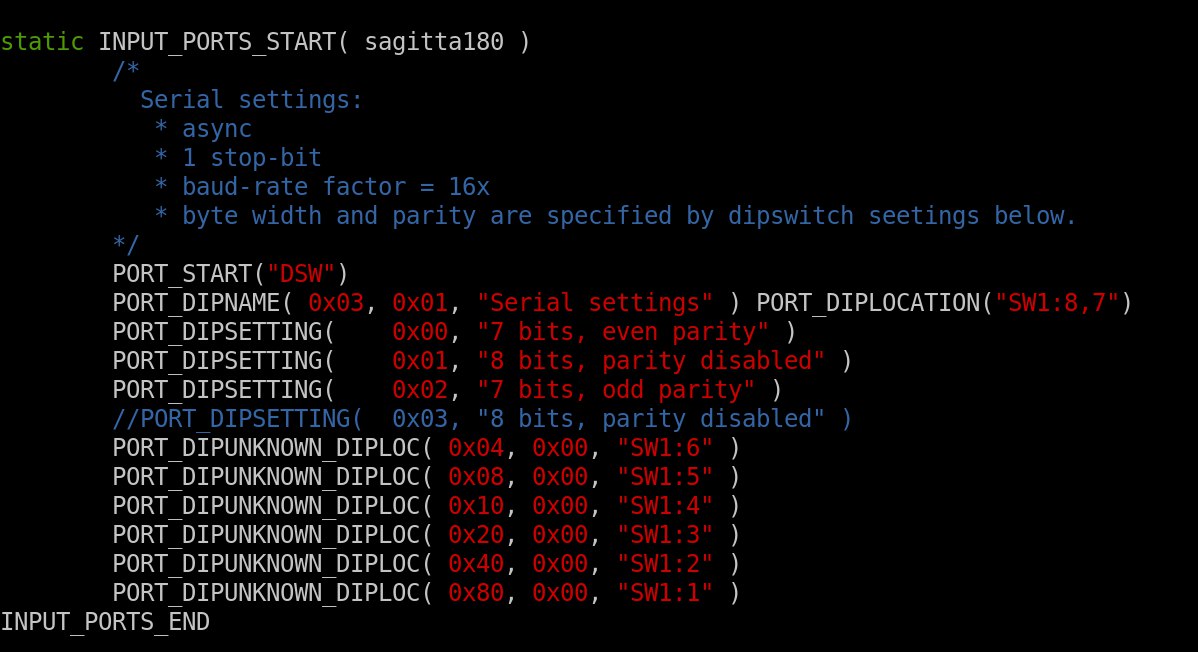 static INPUT_PORTS_START( sagitta180 )
/*
Serial settings:
* async
* 1 stop-bit
* baud-rate factor = 16x
* byte width and parity are specified by dipswitch seetings below.
*/
PORT_START("DSW")
PORT_DIPNAME( 0x03, 0x01, "Serial settings" ) PORT_DIPLOCATION("SW1:8,7")
PORT_DIPSETTING(    0x00, "7 bits, even parity" )
PORT_DIPSETTING(    0x01, "8 bits, parity disabled" )
PORT_DIPSETTING(    0x02, "7 bits, odd parity" )
//PORT_DIPSETTING(  0x03, "8 bits, parity disabled" )
PORT_DIPUNKNOWN_DIPLOC( 0x04, 0x00, "SW1:6" )
PORT_DIPUNKNOWN_DIPLOC( 0x08, 0x00, "SW1:5" )
PORT_DIPUNKNOWN_DIPLOC( 0x10, 0x00, "SW1:4" )
PORT_DIPUNKNOWN_DIPLOC( 0x20, 0x00, "SW1:3" )
PORT_DIPUNKNOWN_DIPLOC( 0x40, 0x00, "SW1:2" )
PORT_DIPUNKNOWN_DIPLOC( 0x80, 0x00, "SW1:1" )
INPUT_PORTS_END